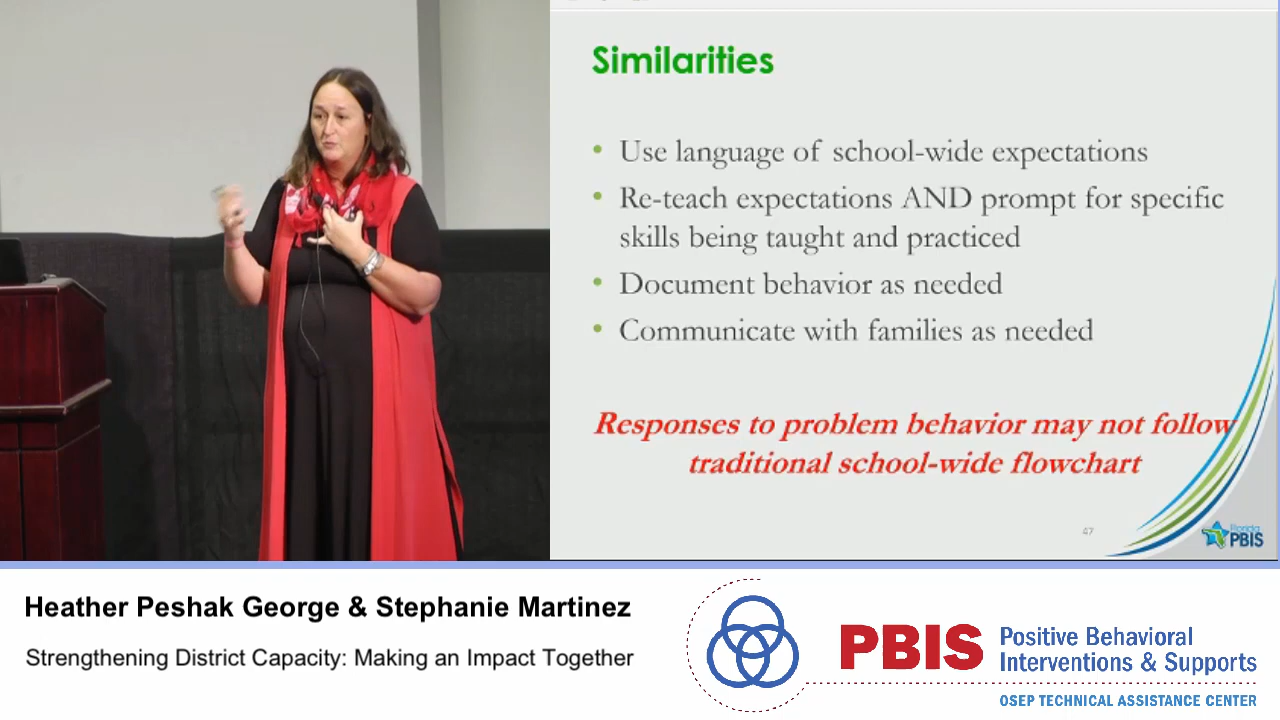 Similarities
• Use language of school-wide expectations
• Re-teach expectations AND prompt for specific
skills being taught and practiced
• Document behavior as needed
• Communicate with families as needed
Responses to problem behavior may not follow
traditional school-wide flowchart
47
Florida
PBIS
Heather Peshak George & Stephanie Martinez
Strengthening District Capacity: Making an Impact Together
PBIS
Positive Behavioral
Interventions & Supports
OSEP TECHNICAL ASSISTANCE CENTER